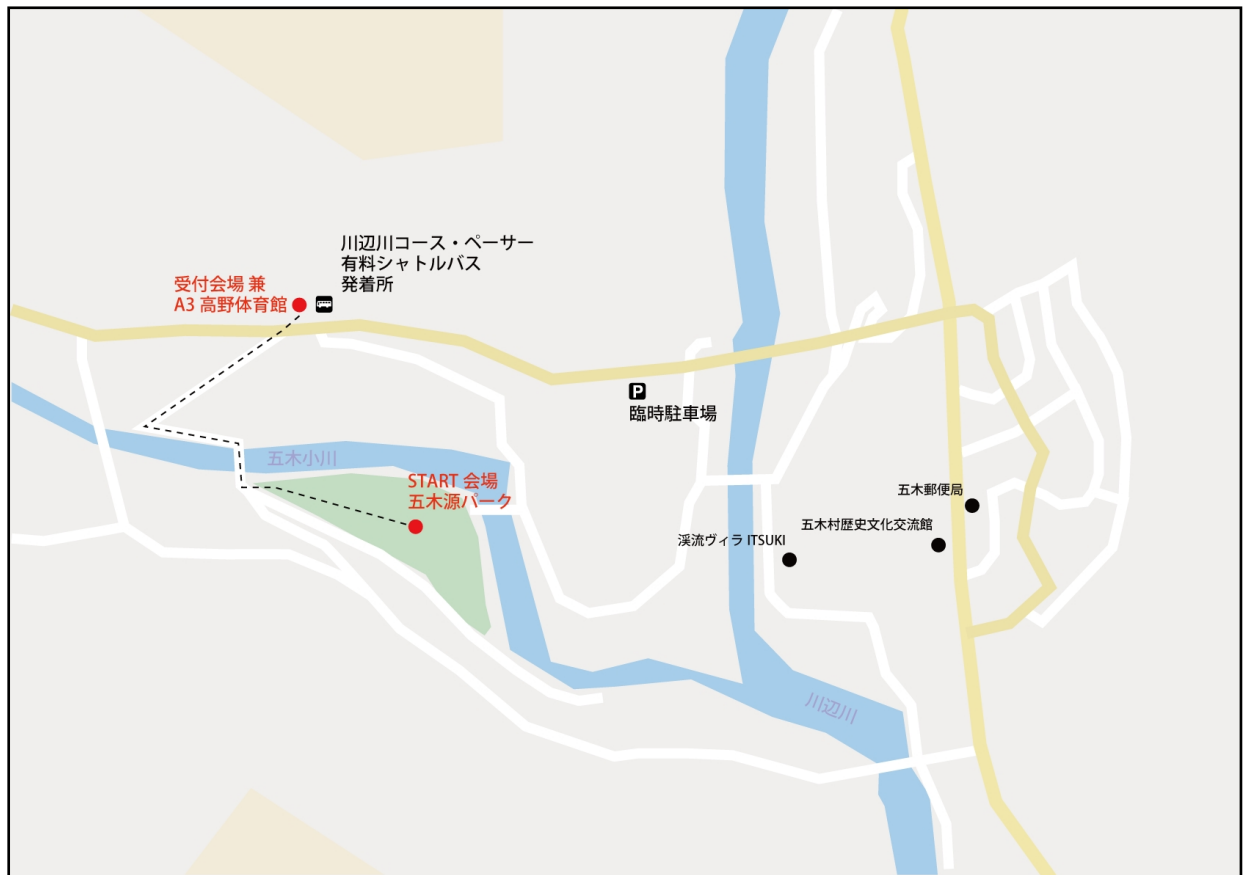 川辺川コース・ペーサー
有料シャトルバス
発着所
受付会場 兼
A3 高野体育館
P
臨時駐車場
五木小川
START 会場
五木源パーク
五木郵便局
五木村歴史文化交流館
渓流ヴィラ ITSUKI
川辺川